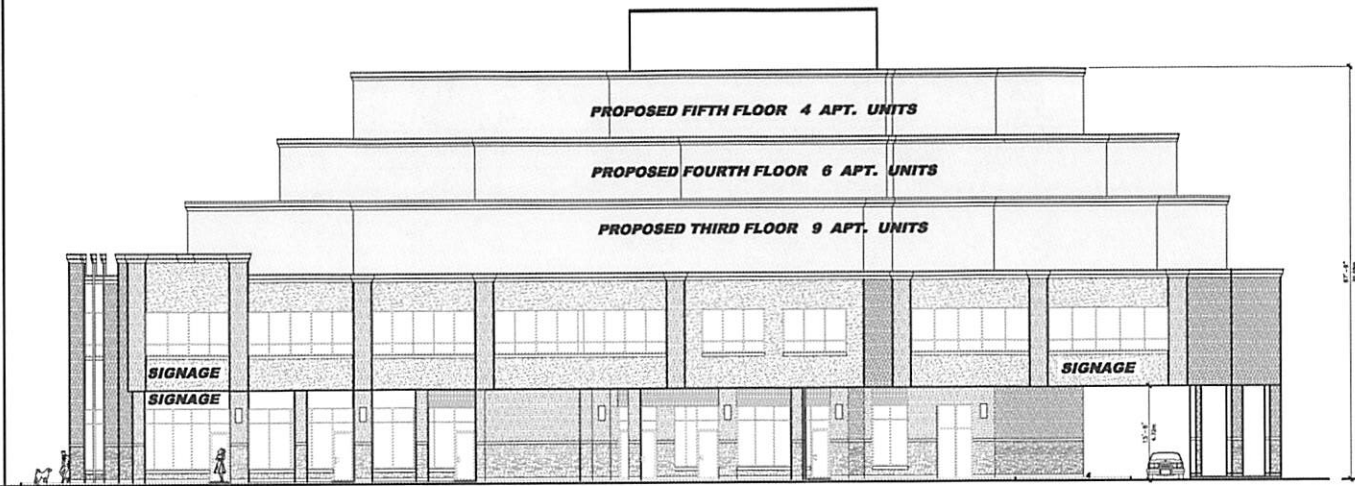 PROPOSED FIFTH FLOOR 4 APT. UNITS
PROPOSED FOURTH FLOOR 6 APT. UNITS
PROPOSED THIRD FLOOR 9 APT. UNITS
SIGNAGE
SIGNAGE
SIGNAGE